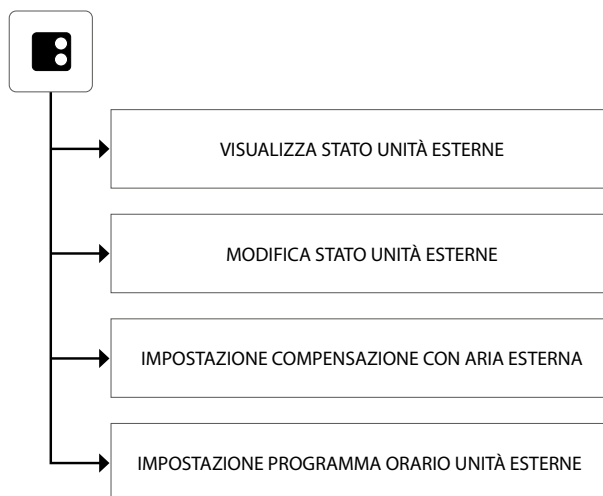 VISUALIZZA STATO UNITÀ ESTERNE
MODIFICA STATO UNITÀ ESTERNE
IMPOSTAZIONE COMPENSAZIONE CON ARIA ESTERNA
IMPOSTAZIONE PROGRAMMA ORARIO UNITÀ ESTERNE